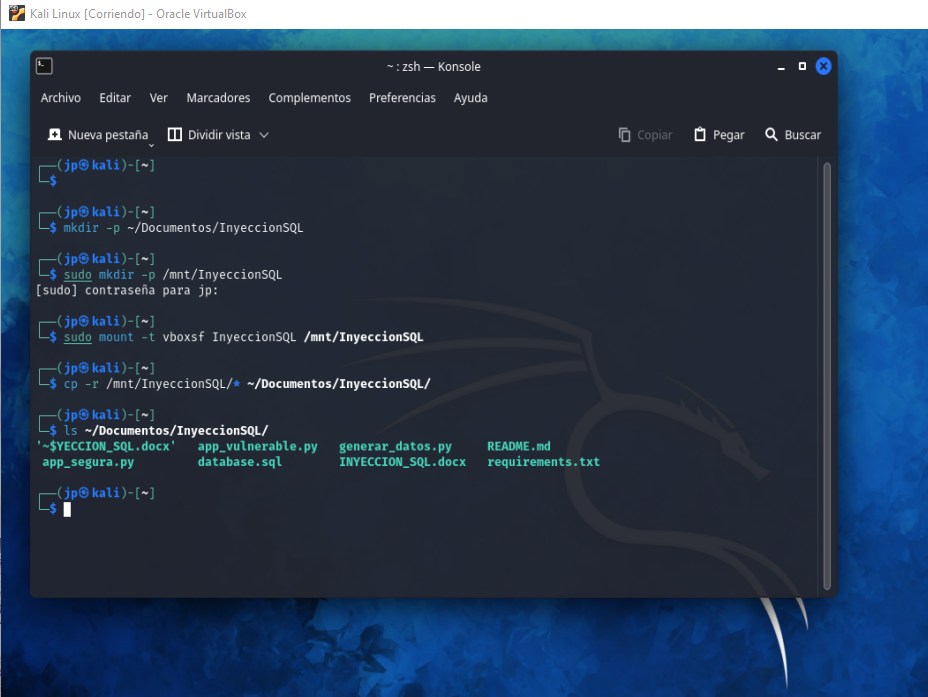 Kali Linux [Corriendo] - Oracle VirtualBox
~ : zsh — Konsole
Archivo Editar Ver Marcadores Complementos Preferencias Ayuda
Nueva pestaña Dividir vista Copiar Pegar Buscar
┌──(jp㉿kali)-[~]
└─$
┌──(jp㉿kali)-[~]
└─$ mkdir -p ~/Documentos/InyeccionSQL
┌──(jp㉿kali)-[~]
└─$ sudo mkdir -p /mnt/InyeccionSQL
[sudo] contraseña para jp:
┌──(jp㉿kali)-[~]
└─$ sudo mount -t vboxsf InyeccionSQL /mnt/InyeccionSQL
┌──(jp㉿kali)-[~]
└─$ cp -r /mnt/InyeccionSQL/* ~/Documentos/InyeccionSQL/
┌──(jp㉿kali)-[~]
└─$ ls ~/Documentos/InyeccionSQL/
'~$YECCION_SQL.docx' app_vulnerable.py generar_datos.py README.md
app_segura.py database.sql INYECCION_SQL.docx requirements.txt
┌──(jp㉿kali)-[~]
└─$